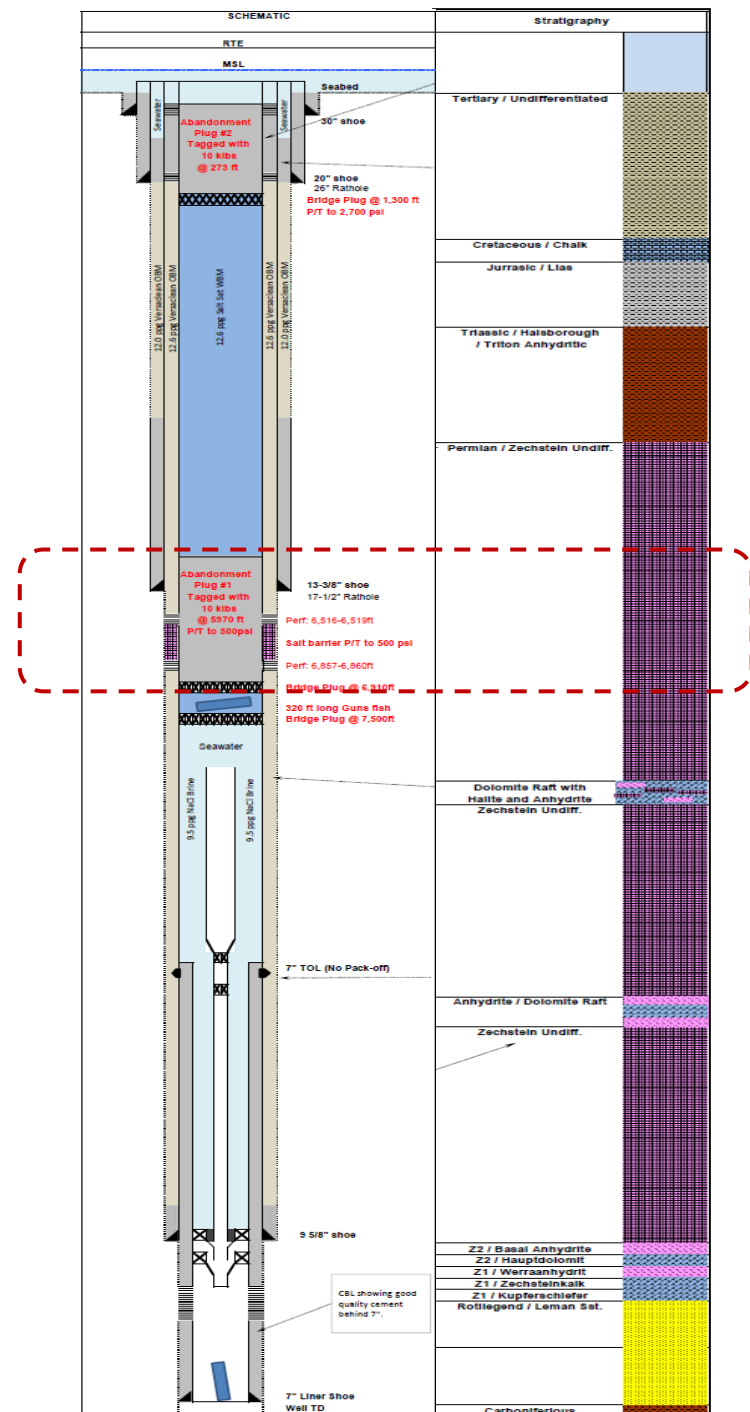 SCHEMATIC
Stratigraphy
RTE
MSL
Seabed
Tertiary / Undifferentiated
Seawater
Seawater
Abandonment
Plug #2
Tagged with
10 klbs
@ 273 ft
30" shoe
20" shoe
26" Rathole
Bridge Plug @ 1,300 ft
P/T to 2,700 psi
Cretaceous / Chalk
Jurrasic / Lias
12.0 ppg Versaclean OBM
12.6 ppg Versaclean OBM
12.6 ppg Salt Sat WBM
12.6 ppg Versaclean OBM
12.0 ppg Versaclean OBM
Triassic / Haisborough
/ Triton Anhydritic
Permian / Zechstein Undiff.
Abandonment
Plug #1
Tagged with
10 klbs
@ 5970 ft
P/T to 500psi
13-3/8" shoe
17-1/2" Rathole
Perf: 6,516-6,519ft
Salt barrier P/T to 500 psi
Perf: 6,857-6,860ft
Bridge Plug @ 6,910ft
320 ft long Guns fish
Bridge Plug @ 7,500ft
Seawater
9.5 ppg NaCl Brine
9.5 ppg NaCl Brine
Dolomite Raft with
Halite and Anhydrite
Zechstein Undiff.
7" TOL (No Pack-off)
Anhydrite / Dolomite Raft
Zechstein Undiff.
9 5/8" shoe
Z2 / Basal Anhydrite
Z2 / Hauptdolomit
Z1 / Werraanhydrit
Z1 / Zechsteinkalk
Z1 / Kupferschiefer
Rotliegend / Leman Sst.
CBL showing good
quality cement
behind 7".
7" Liner Shoe
Well TD
Carboniferious